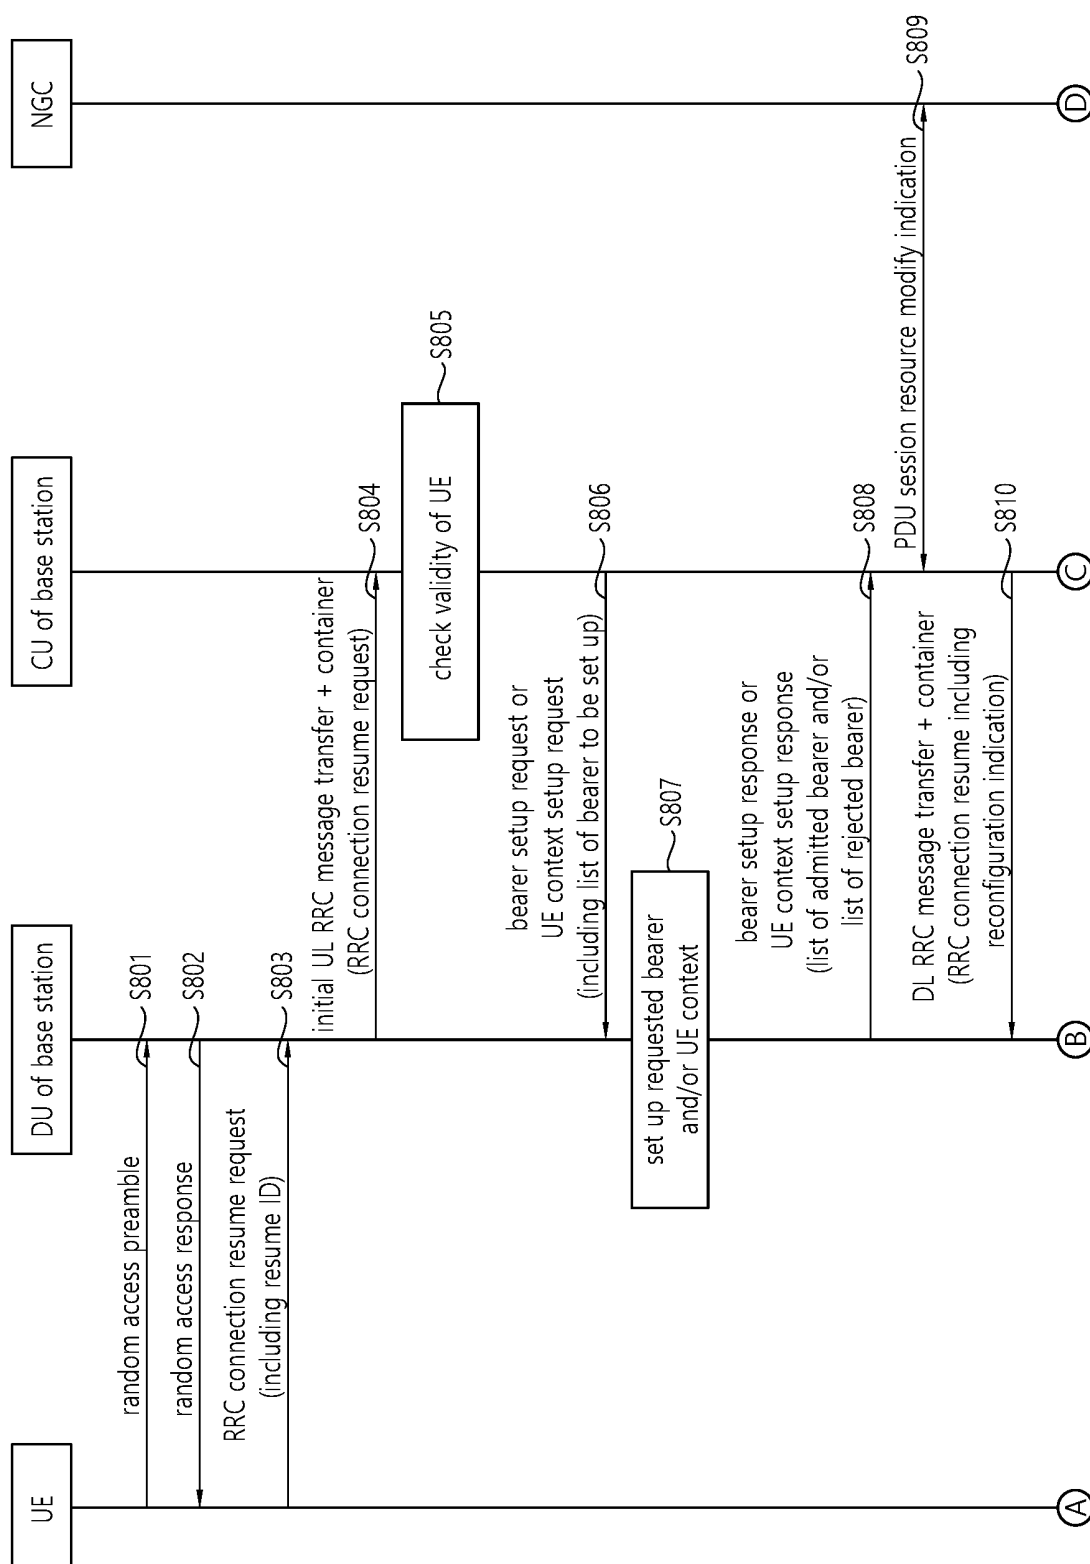 UE
DU of base station
CU of base station
NGC
random access preamble
S801
random access response
S802
RRC connection resume request
(including resume ID)
S803
initial UL RRC message transfer + container
(RRC connection resume request)
S804
check validity of UE
S805
bearer setup request or
UE context setup request
(including list of bearer to be set up)
S806
set up requested bearer
and/or UE context
S807
bearer setup response or
UE context setup response
(list of admitted bearer and/or
list of rejected bearer)
S808
PDU session resource modify indication
S809
DL RRC message transfer + container
(RRC connection resume including
reconfiguration indication)
S810
A
B
C
D